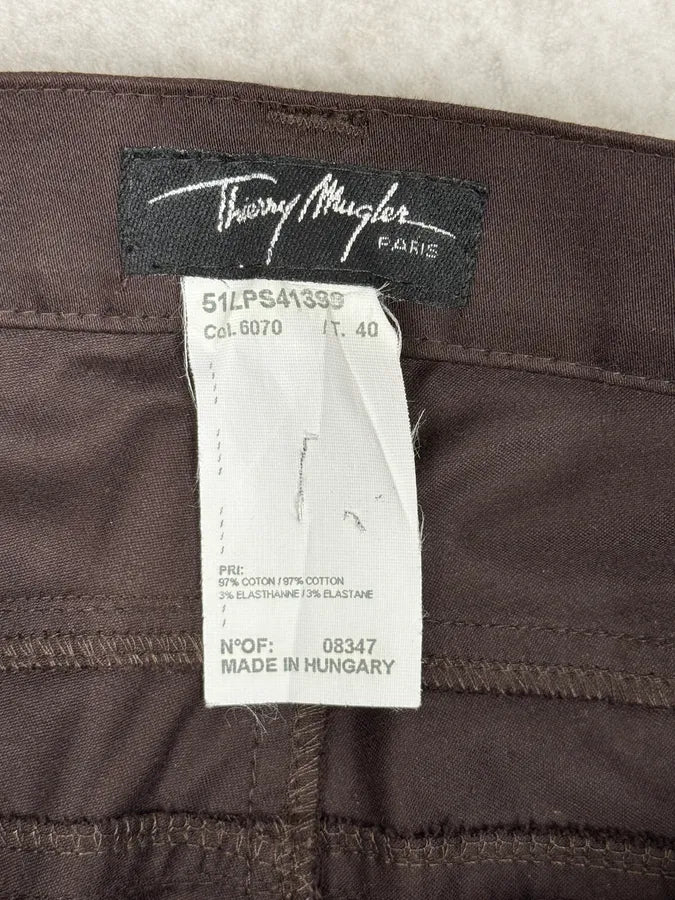 Thierry Mugler
PARIS
51LPS41399
Col. 6070 / T. 40
/
/
/
/
/
/
/
/
/
/
/
PRI:
97% COTON / 97% COTTON
3% ELASTHANNE / 3% ELASTANE
/
/
N°OF: 08347
MADE IN HUNGARY